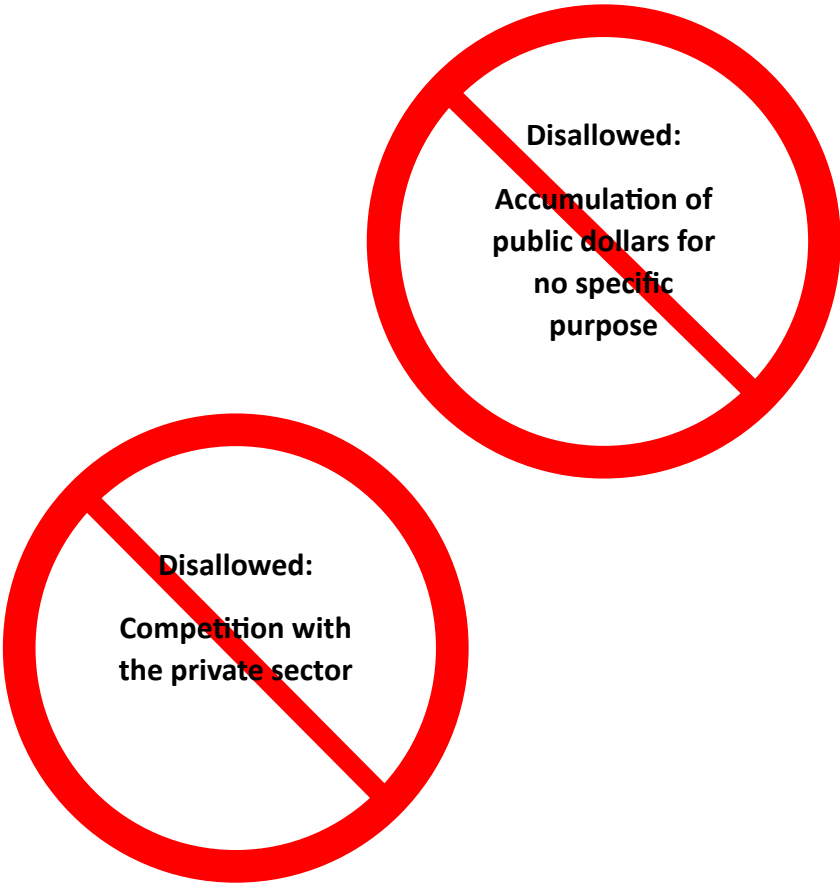 Disallowed:
Accumulation of
public dollars for
no specific
purpose
Disallowed:
Competition with
the private sector